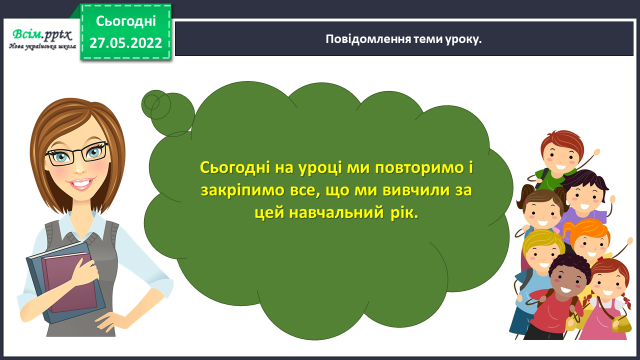 Всім.pptx
Нова українська школа
Сьогодні
27.05.2022
Повідомлення теми уроку.
Сьогодні на уроці ми повторимо і
закріпимо все, що ми вивчили за
цей навчальний рік.